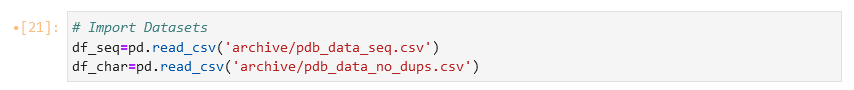 •[21]: # Import Datasets
df_seq=pd.read_csv('archive/pdb_data_seq.csv')
df_char=pd.read_csv('archive/pdb_data_no_dups.csv')